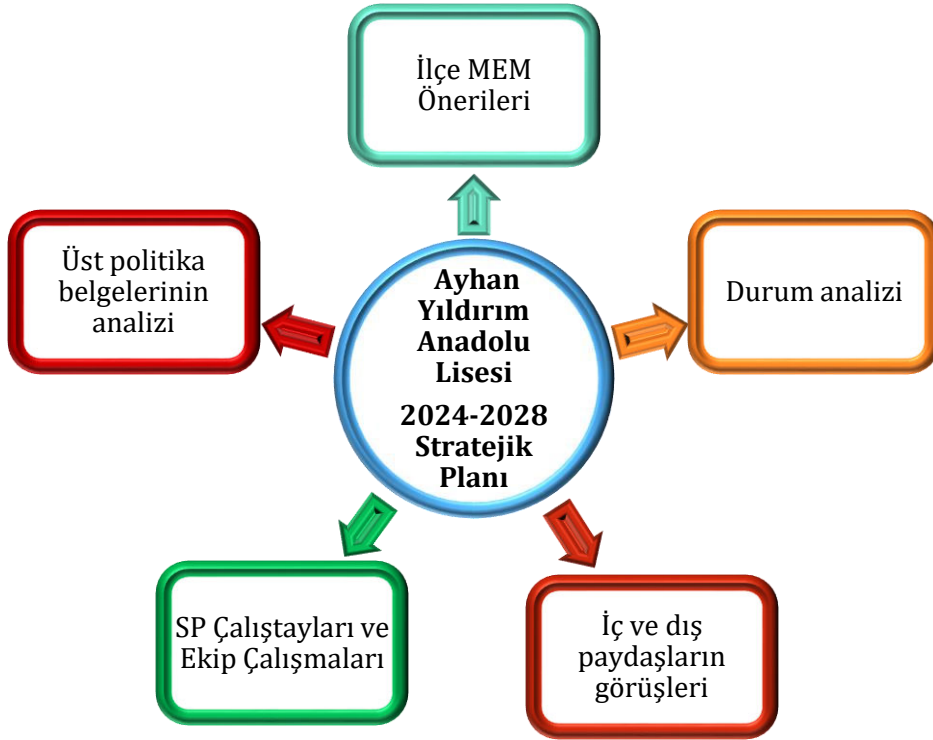 İlçe MEM
Önerileri
Üst politika
belgelerinin
analizi
Ayhan
Yıldırım
Anadolu
Lisesi
2024-2028
Stratejik
Planı
Durum analizi
SP Çalıştayları ve
Ekip Çalışmaları
İç ve dış
paydaşların
görüşleri